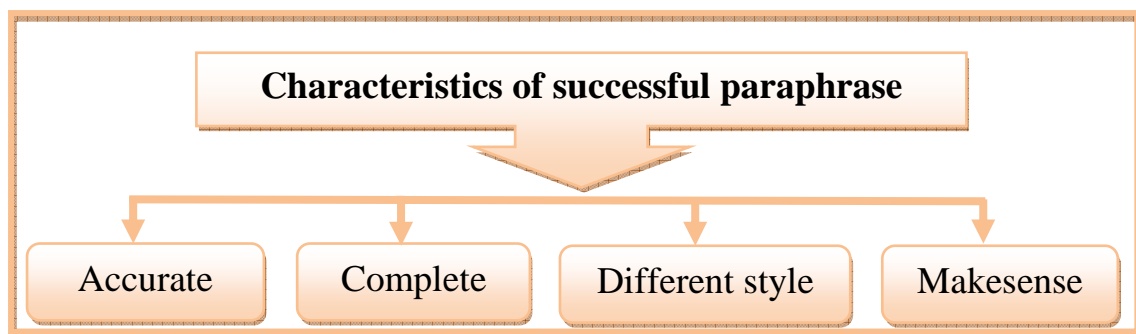 Characteristics of successful paraphrase
Accurate
Complete
Different style
Makesense